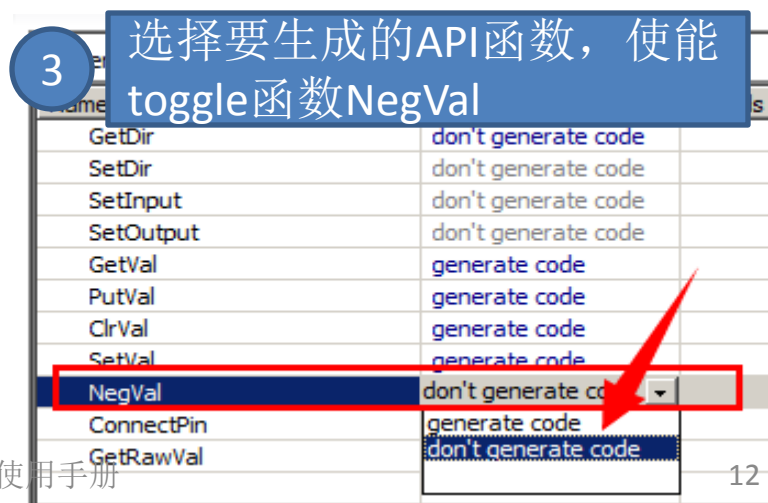 3
选择要生成的API函数，使能
toggle函数NegVal
GetDir don't generate code
SetDir don't generate code
SetInput don't generate code
SetOutput don't generate code
GetVal generate code
PutVal generate code
ClrVal generate code
SetVal generate code
NegVal don't generate
ConnectPin generate code
GetRawVal don't generate code
使用手册 12